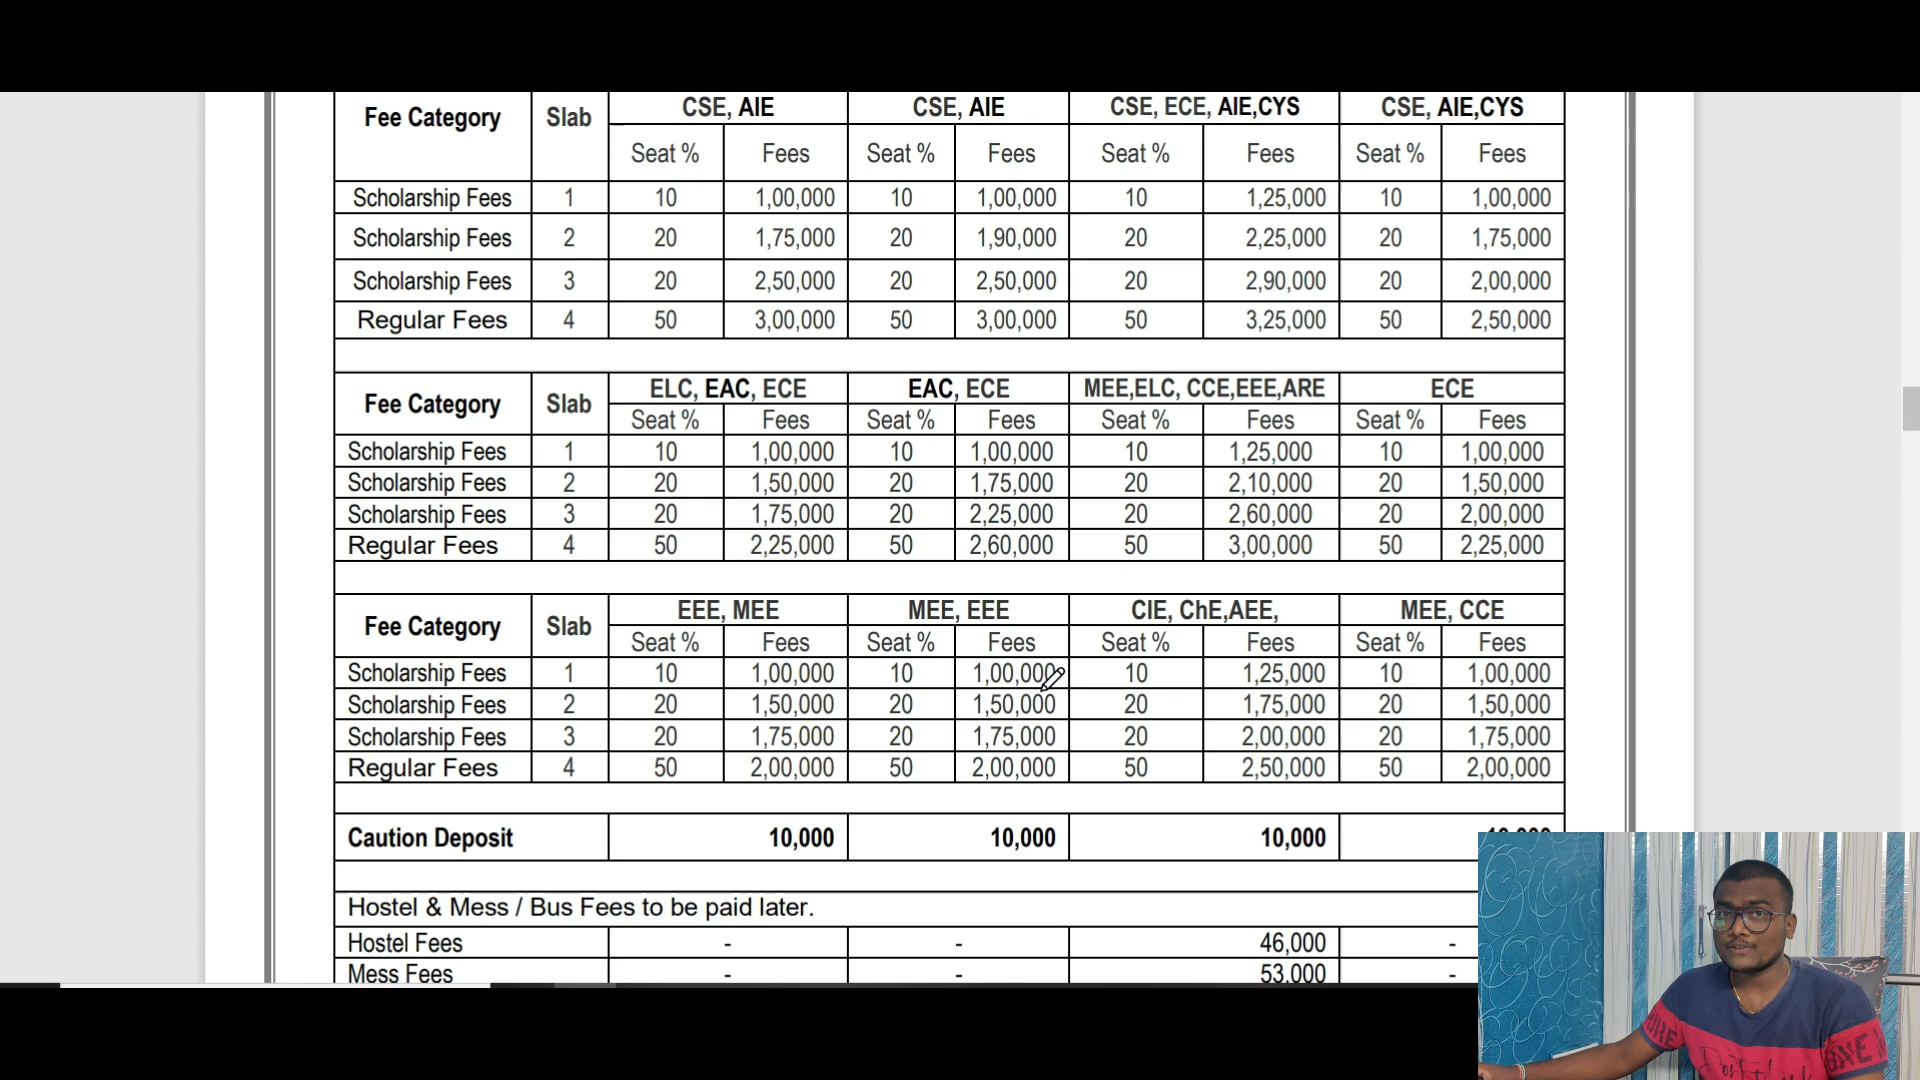 Fee Category Slab CSE, AIE CSE, AIE CSE, ECE, AIE,CYS CSE, AIE,CYS
Seat % Fees Seat % Fees Seat % Fees Seat % Fees
Scholarship Fees 1 10 1,00,000 10 1,00,000 10 1,25,000 10 1,00,000
Scholarship Fees 2 20 1,75,000 20 1,90,000 20 2,25,000 20 1,75,000
Scholarship Fees 3 20 2,50,000 20 2,50,000 20 2,90,000 20 2,00,000
Regular Fees 4 50 3,00,000 50 3,00,000 50 3,25,000 50 2,50,000
Fee Category Slab ELC, EAC, ECE EAC, ECE MEE,ELC, CCE,EEE,ARE ECE
Seat % Fees Seat % Fees Seat % Fees Seat % Fees
Scholarship Fees 1 10 1,00,000 10 1,00,000 10 1,25,000 10 1,00,000
Scholarship Fees 2 20 1,50,000 20 1,75,000 20 2,10,000 20 1,50,000
Scholarship Fees 3 20 1,75,000 20 2,25,000 20 2,60,000 20 2,00,000
Regular Fees 4 50 2,25,000 50 2,60,000 50 3,00,000 50 2,25,000
Fee Category Slab EEE, MEE MEE, EEE CIE, ChE,AEE, MEE, CCE
Seat % Fees Seat % Fees Seat % Fees Seat % Fees
Scholarship Fees 1 10 1,00,000 10 1,00,000 10 1,25,000 10 1,00,000
Scholarship Fees 2 20 1,50,000 20 1,50,000 20 1,75,000 20 1,50,000
Scholarship Fees 3 20 1,75,000 20 1,75,000 20 2,00,000 20 1,75,000
Regular Fees 4 50 2,00,000 50 2,00,000 50 2,50,000 50 2,00,000
Caution Deposit 10,000 10,000 10,000
Hostel & Mess / Bus Fees to be paid later.
Hostel Fees - - 46,000 -
Mess Fees - - 53,000 -